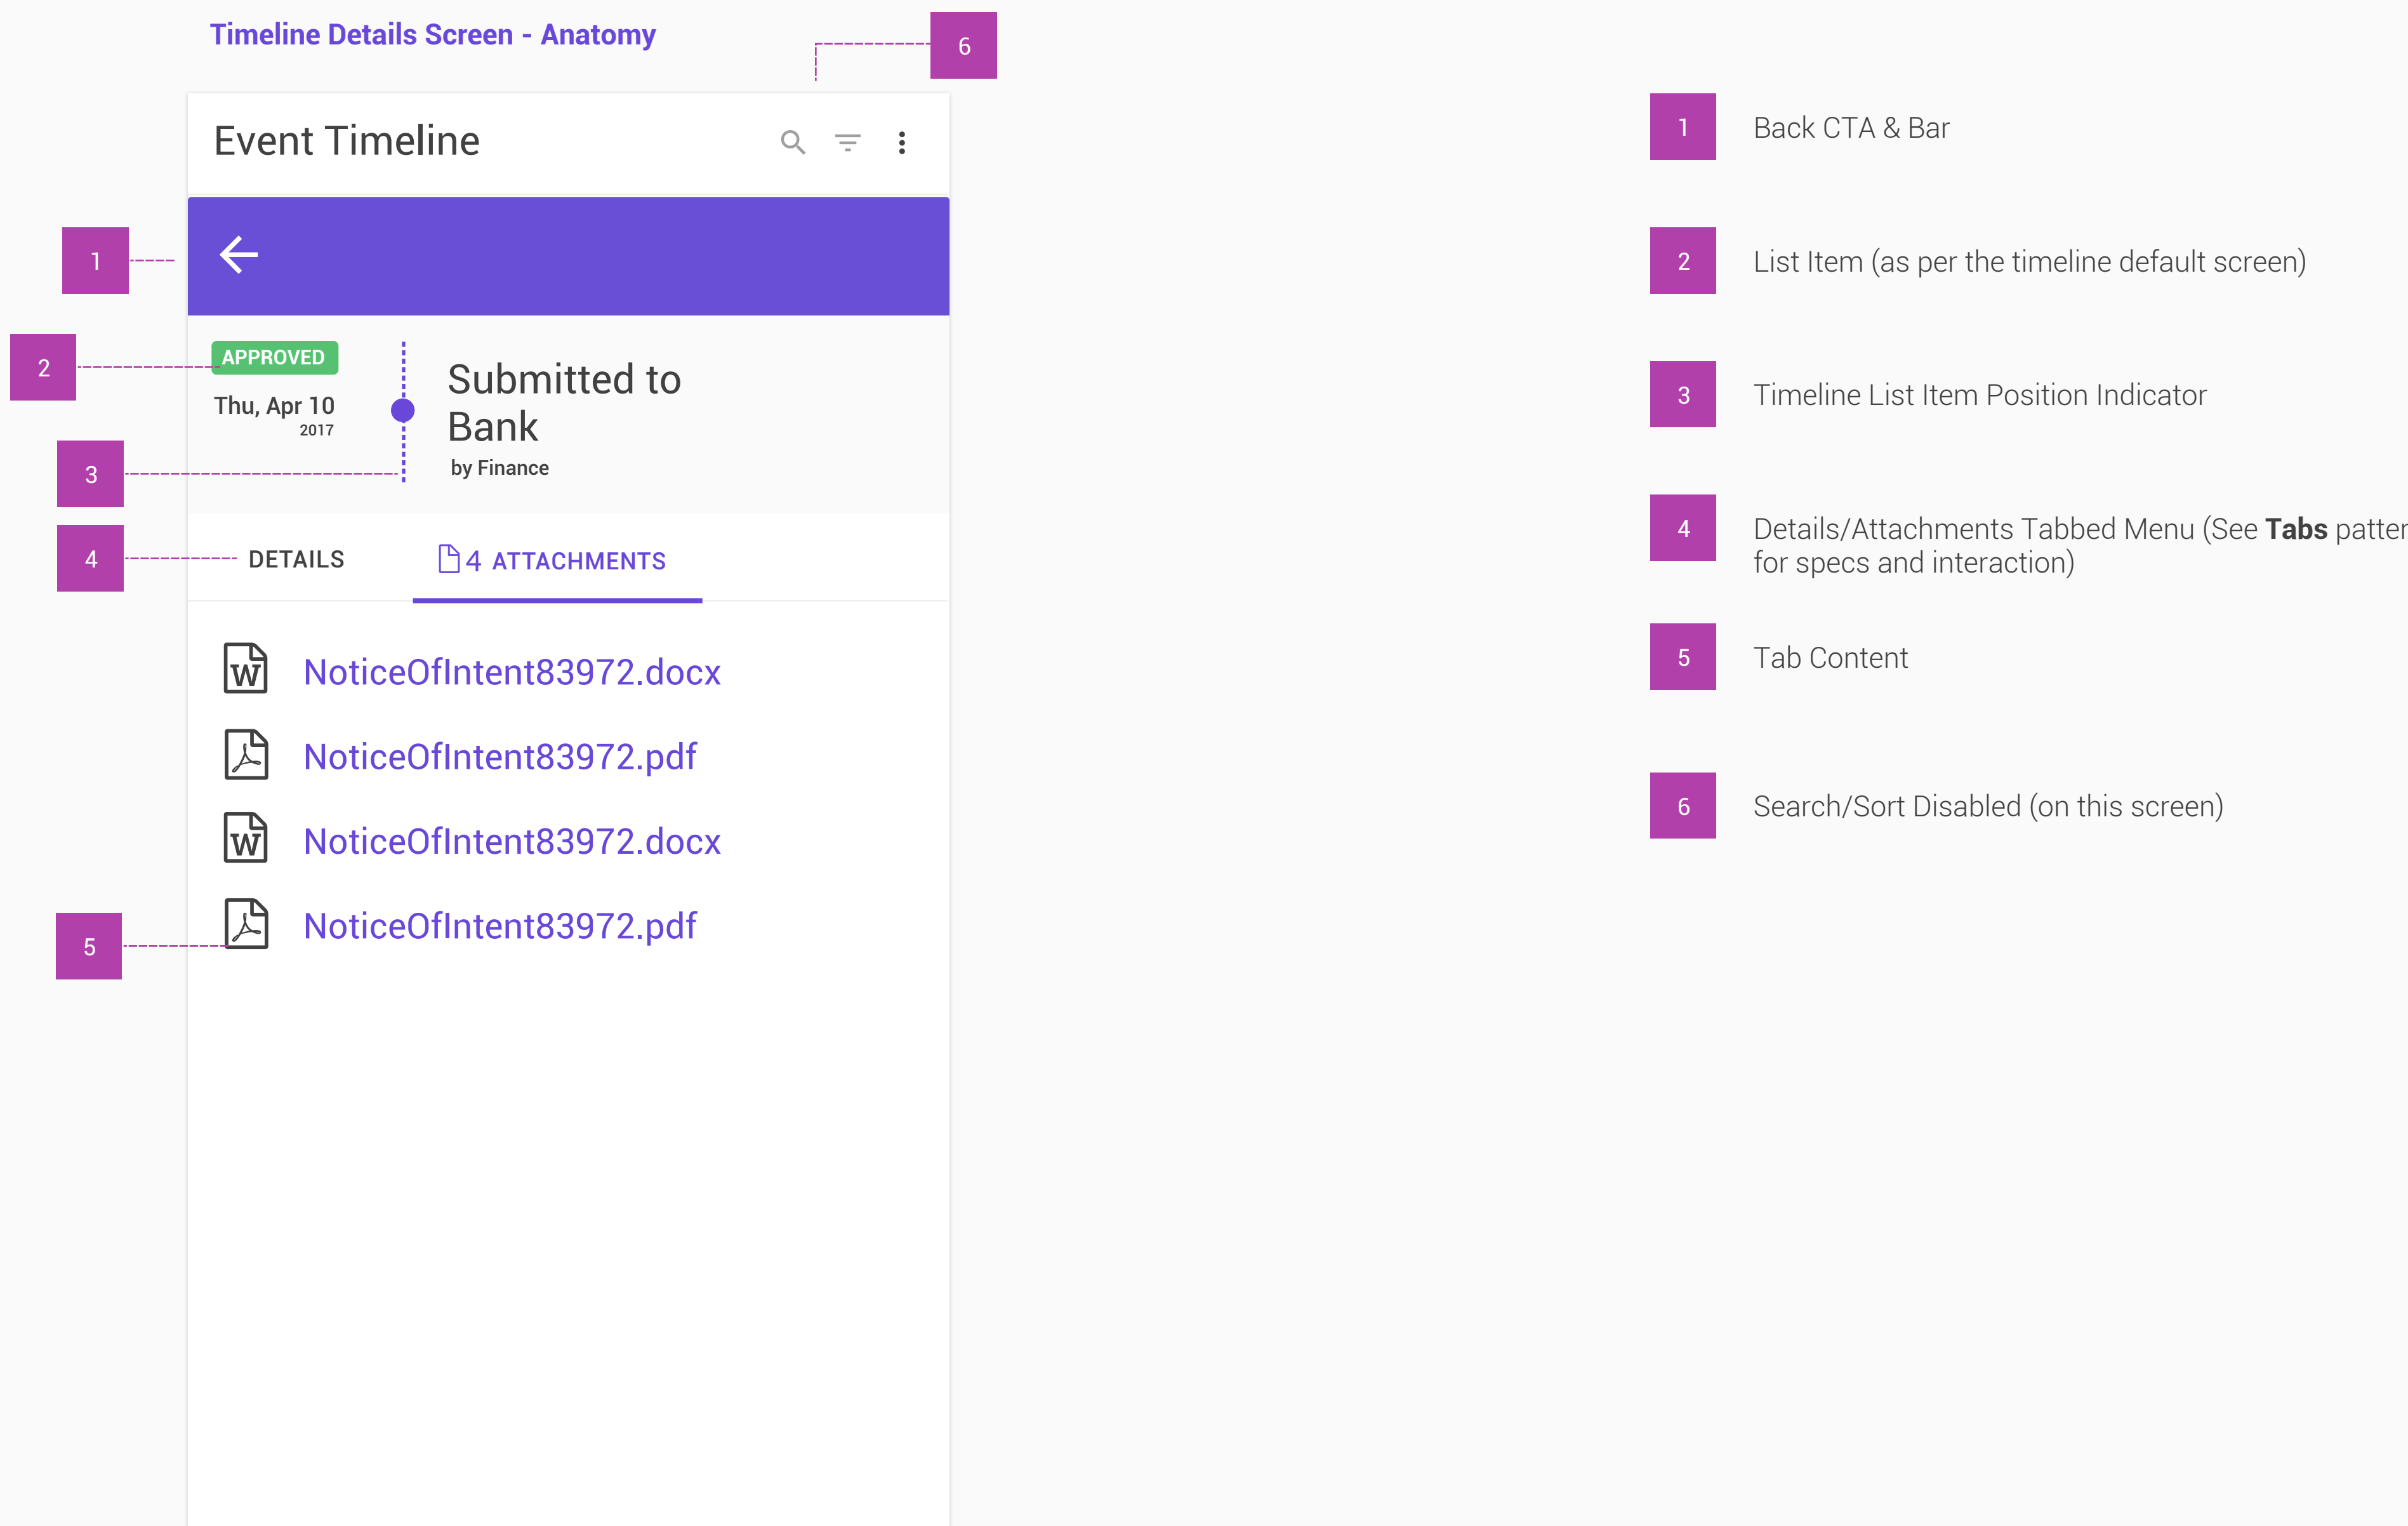 Timeline Details Screen - Anatomy
6
Event Timeline
1
2
APPROVED
Thu, Apr 10
2017
Submitted to
Bank
by Finance
3
4
DETAILS
4 ATTACHMENTS
NoticeOfIntent83972.docx
NoticeOfIntent83972.pdf
NoticeOfIntent83972.docx
NoticeOfIntent83972.pdf
5
1 Back CTA & Bar
2 List Item (as per the timeline default screen)
3 Timeline List Item Position Indicator
4 Details/Attachments Tabbed Menu (See Tabs patter
for specs and interaction)
5 Tab Content
6 Search/Sort Disabled (on this screen)